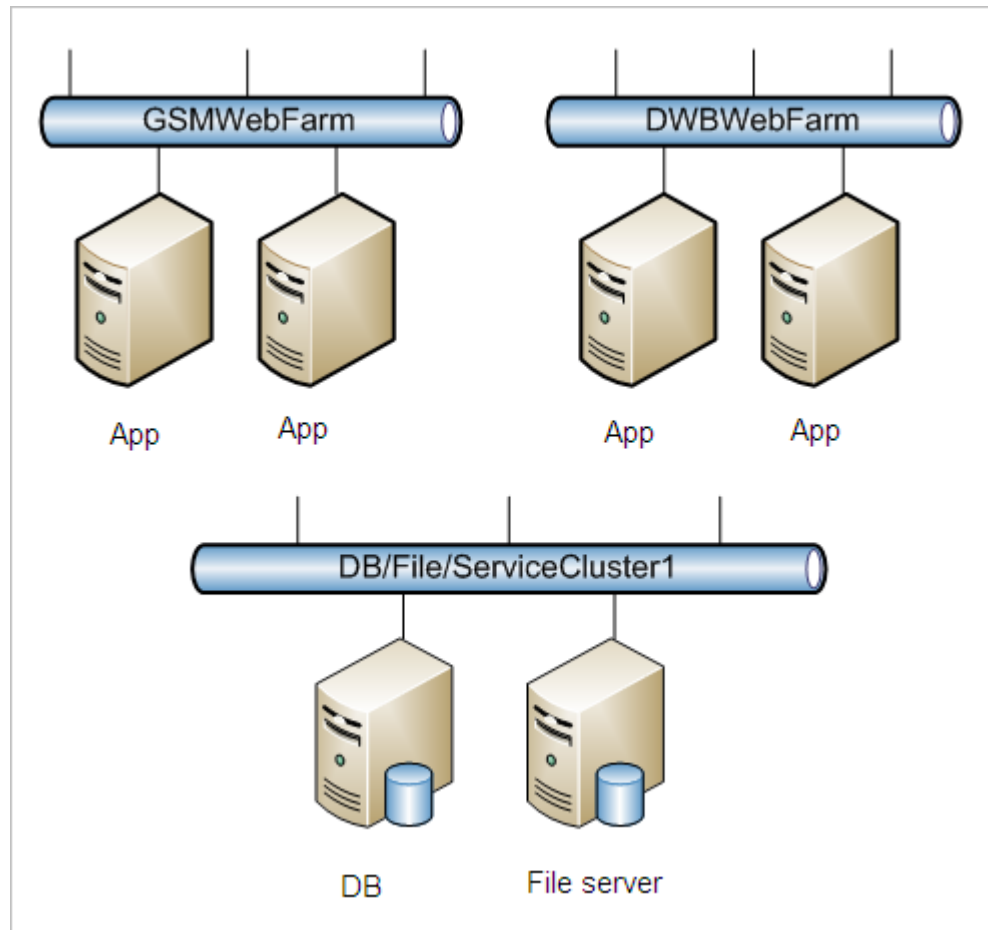 GSMWebFarm
DWBWebFarm
App
App
App
App
DB/File/ServiceCluster1
DB
File server